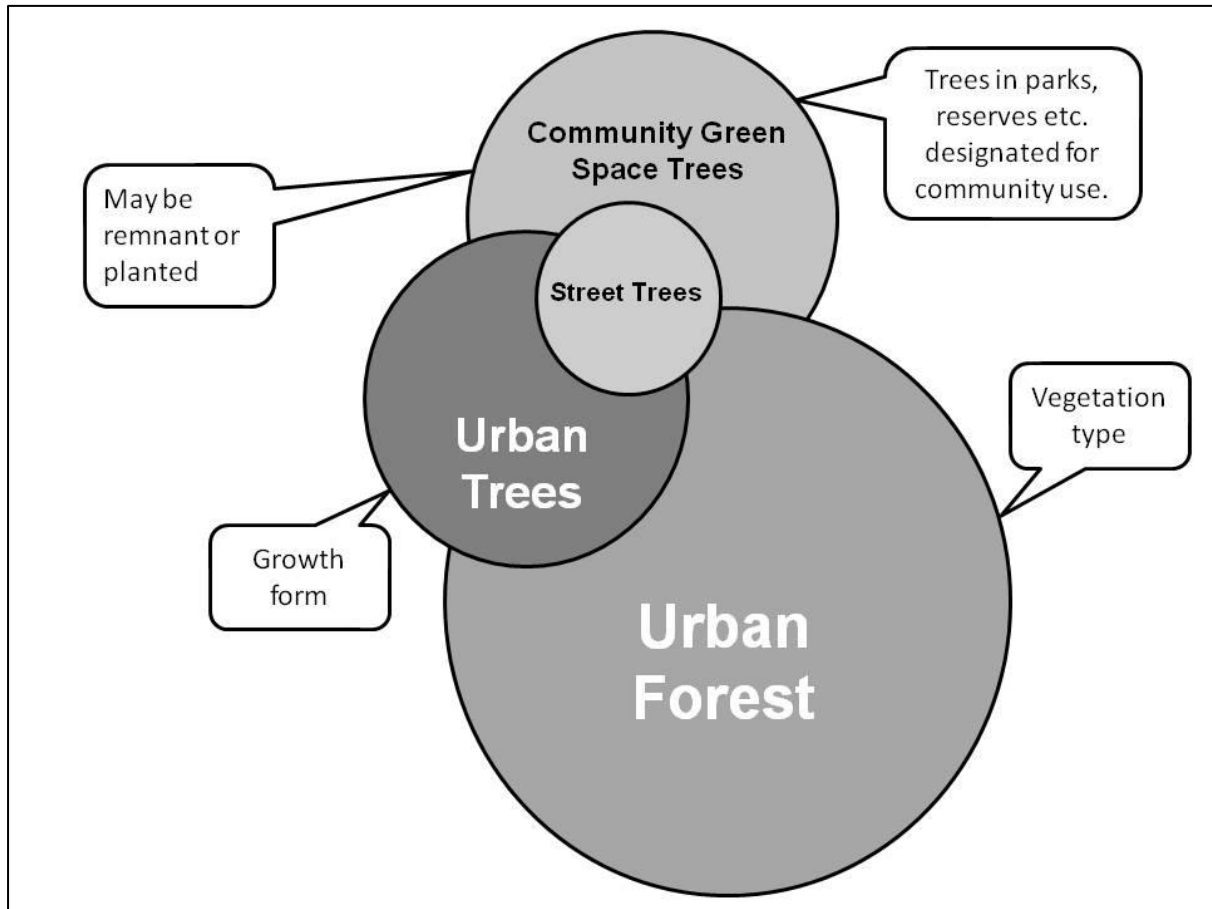 Trees in parks,
reserves etc.
designated for
community use.
Community Green
Space Trees
May be
remnant or
planted
Street Trees
Vegetation
type
Urban
Trees
Growth
form
Urban
Forest